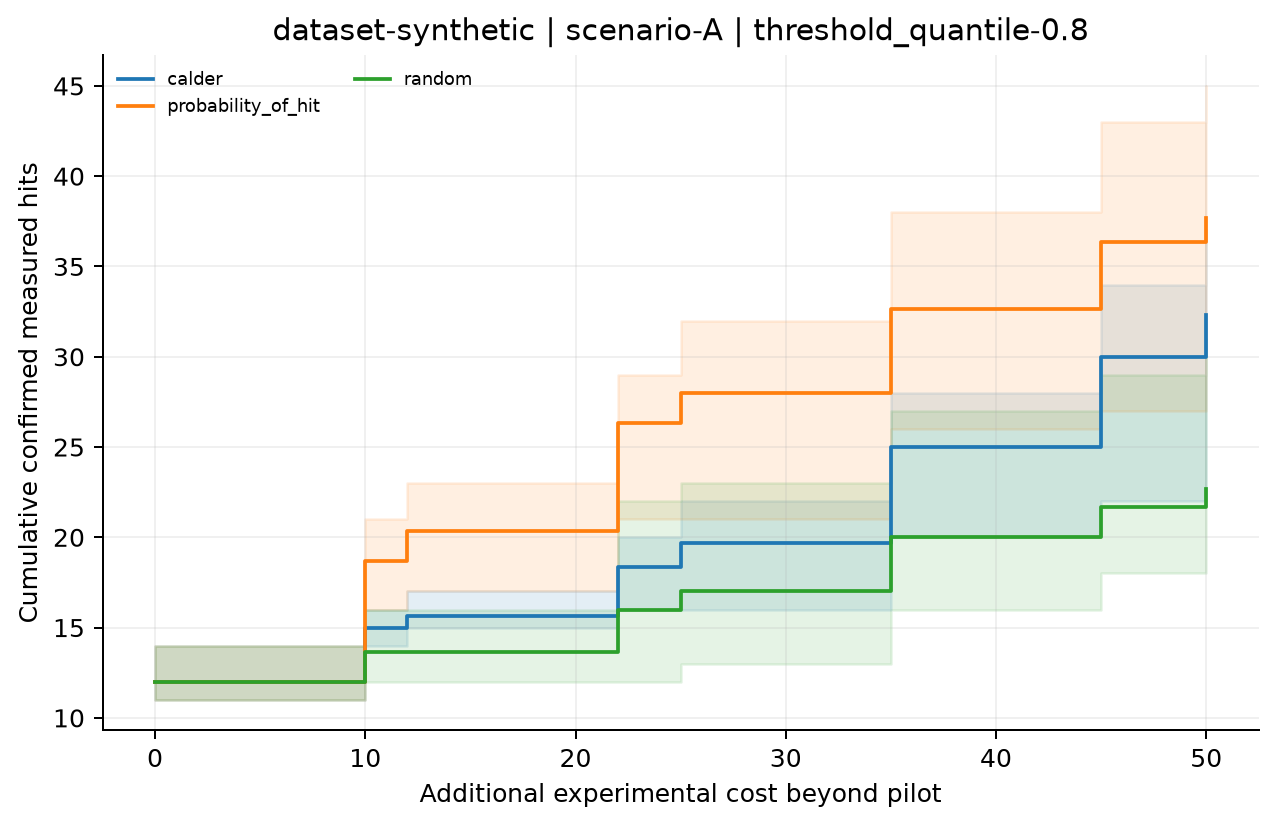 dataset-synthetic | scenario-A | threshold_quantile-0.8
calder
probability_of_hit
random
Cumulative confirmed measured hits
45
40
35
30
25
20
15
10
0 10 20 30 40 50
Additional experimental cost beyond pilot